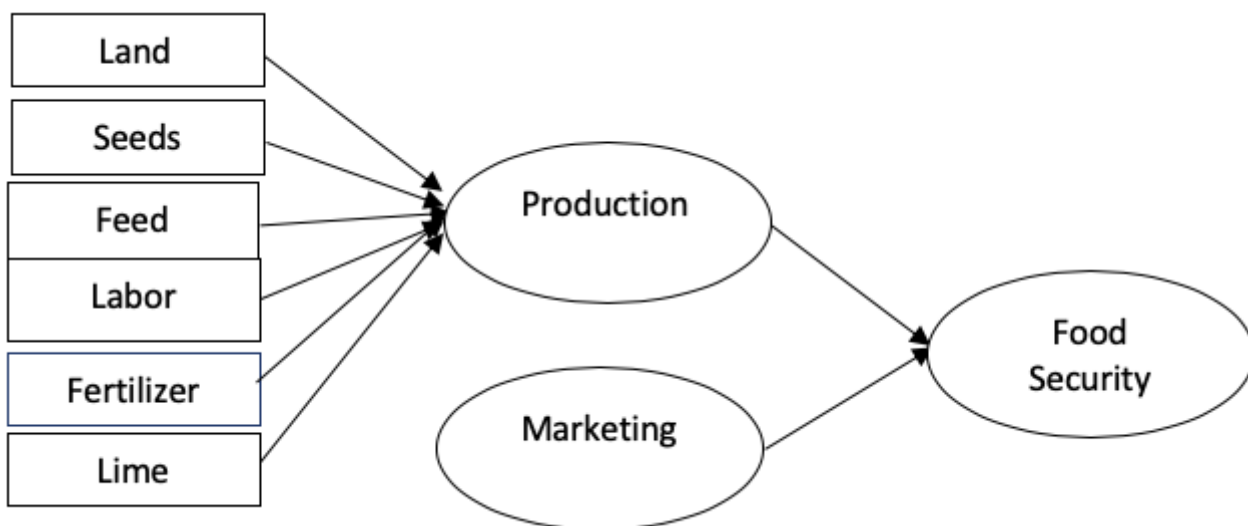 Land
Seeds
Feed
Labor
Fertilizer
Lime
Production
Marketing
Food
Security